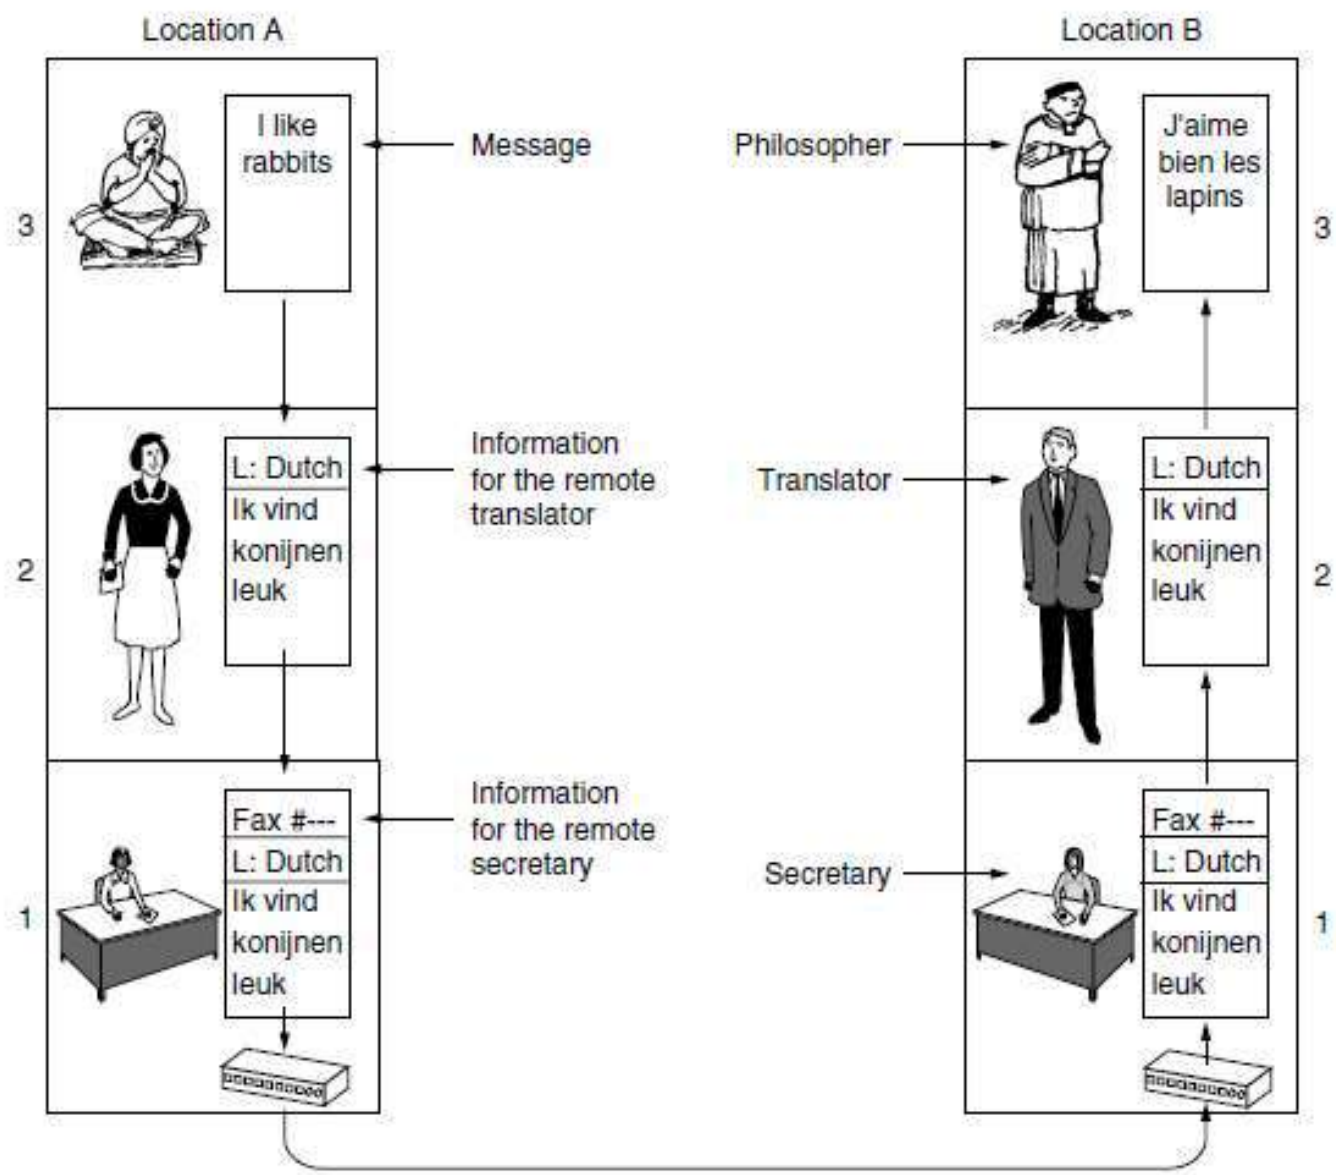 Location A
Location B
I like
rabbits
Message
Philosopher
J'aime
bien les
lapins
3
3
Information
for the remote
translator
L: Dutch
Ik vind
konijnen
leuk
Translator
L: Dutch
Ik vind
konijnen
leuk
2
2
Information
for the remote
secretary
Fax #---
L: Dutch
Ik vind
konijnen
leuk
Secretary
Fax #---
L: Dutch
Ik vind
konijnen
leuk
1
1